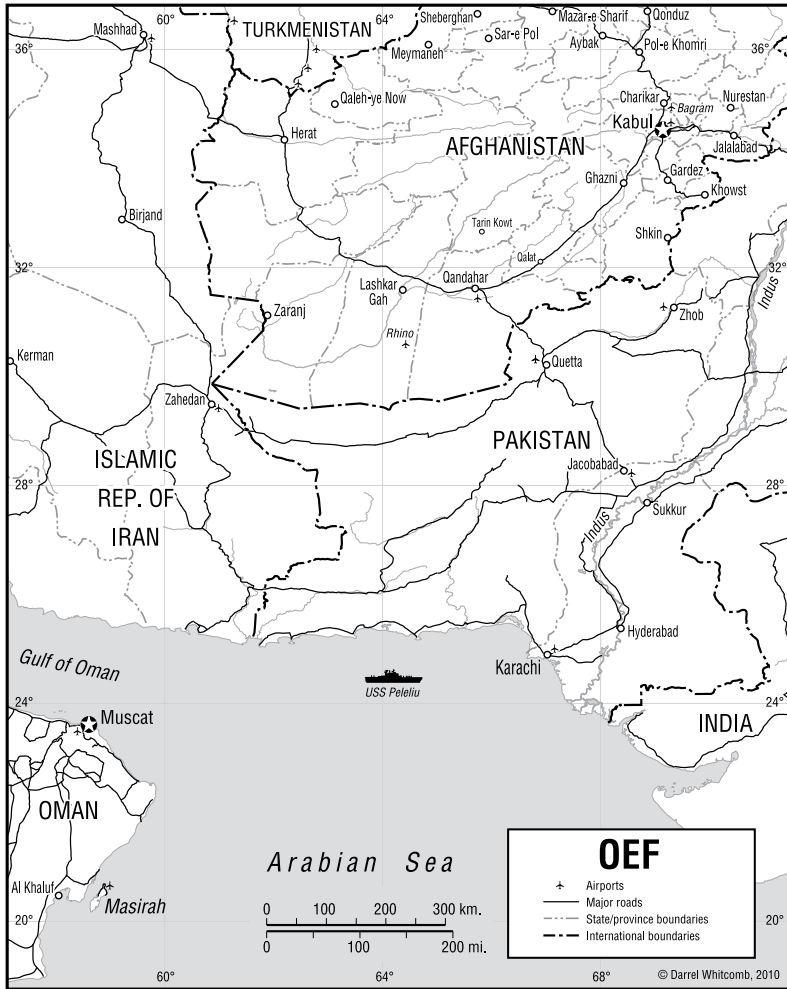 60°
64°
68°
Mashhad
TURKMENISTAN
Sheberghan
Mazar-e Sharif
Qonduz
36°
Meymaneh
Sar-e Pol
Aybak
Pol-e Khomri
36°
Qaleh-ye Now
Charikar
Bagram
Nurestan
Herat
AFGHANISTAN
Kabul
Jalalabad
Ghazni
Gardez
Khowst
Birjand
Tarin Kowt
Shkin
32°
Qalat
32°
Lashkar
Gah
Qandahar
Indus
Zaranj
Zhob
Rhino
Kerman
Quetta
Zahedan
PAKISTAN
ISLAMIC
REP. OF
IRAN
Jacobabad
28°
28°
Sukkur
Indus
Hyderabad
Gulf of Oman
Karachi
USS Peleliu
24°
24°
Muscat
INDIA
OMAN
Arabian Sea
Al Khaluf
Masirah
20°
20°
0 100 200 300 km.
0 100 200 mi.
OEF
Airports
Major roads
State/province boundaries
International boundaries
60°
64°
68°
© Darrel Whitcomb, 2010